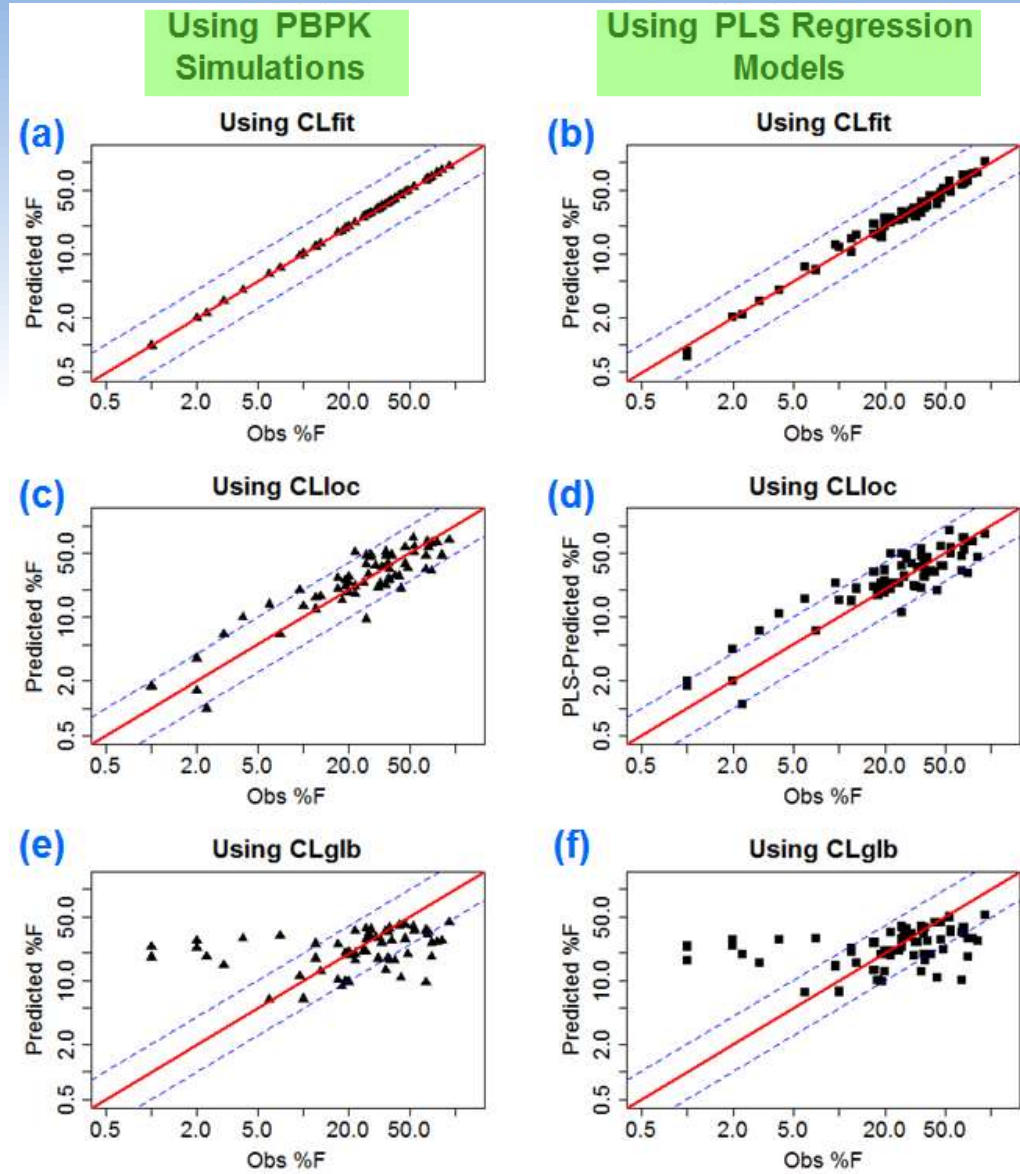 Using PBPK
Simulations
Using PLS Regression
Models
(a)
Using CLfit
Predicted %F
50.0
10.0
2.0
0.5
0.5
2.0
5.0
20.0
50.0
Obs %F
(b)
Using CLfit
Predicted %F
50.0
10.0
2.0
0.5
0.5
2.0
5.0
20.0
50.0
Obs %F
(c)
Using CLloc
Predicted %F
50.0
10.0
2.0
0.5
0.5
2.0
5.0
20.0
50.0
Obs %F
(d)
Using CLloc
PLS-Predicted %F
50.0
10.0
2.0
0.5
0.5
2.0
5.0
20.0
50.0
Obs %F
(e)
Using CLglb
Predicted %F
50.0
10.0
2.0
0.5
0.5
2.0
5.0
20.0
50.0
Obs %F
(f)
Using CLglb
Predicted %F
50.0
10.0
2.0
0.5
0.5
2.0
5.0
20.0
50.0
Obs %F